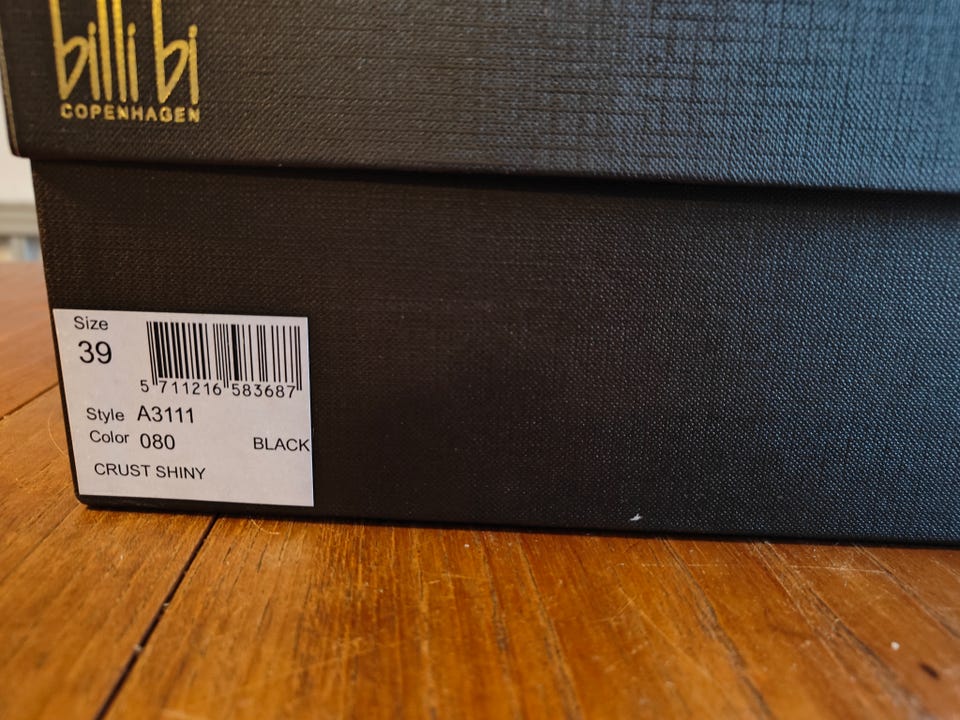 billi bi
COPENHAGEN
Size
39
5 711216 583687
Style A3111
Color 080 BLACK
CRUST SHINY